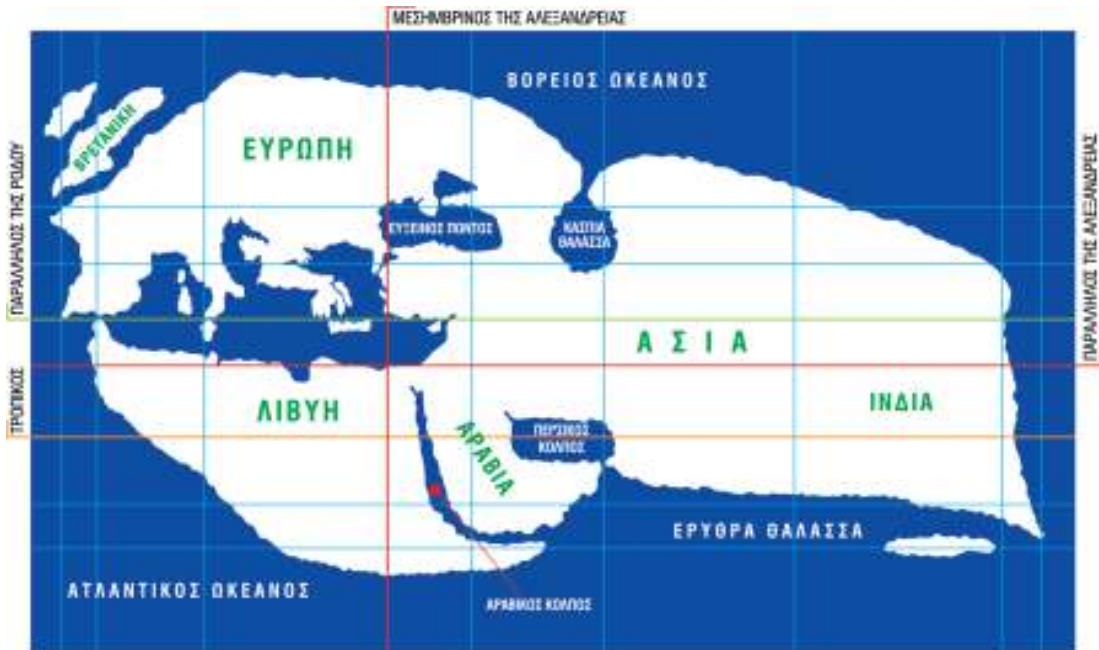 ΜΕΣΗΜΒΡΙΝΟΣ ΤΗΣ ΑΛΕΞΑΝΔΡΕΙΑΣ
ΒΟΡΕΙΟΣ ΩΚΕΑΝΟΣ
ΒΡΕΤΑΝΙΚΗ
ΕΥΡΩΠΗ
ΠΑΡΑΛΛΗΛΟΣ ΤΗΣ ΡΟΔΟΥ
ΠΑΡΑΛΛΗΛΟΣ ΤΗΣ ΑΛΕΞΑΝΔΡΕΙΑΣ
ΕΥΞΕΙΝΟΣ ΠΟΝΤΟΣ
ΚΑΣΠΙΑ
ΘΑΛΑΣΣΑ
ΑΣΙΑ
ΤΡΟΠΙΚΟΣ
ΛΙΒΥΗ
ΙΝΔΙΑ
ΑΡΑΒΙΑ
ΠΕΡΣΙΚΟΣ
ΚΟΛΠΟΣ
ΕΡΥΘΡΑ ΘΑΛΑΣΣΑ
ΑΤΛΑΝΤΙΚΟΣ ΩΚΕΑΝΟΣ
ΑΡΑΒΙΚΟΣ ΚΟΛΠΟΣ